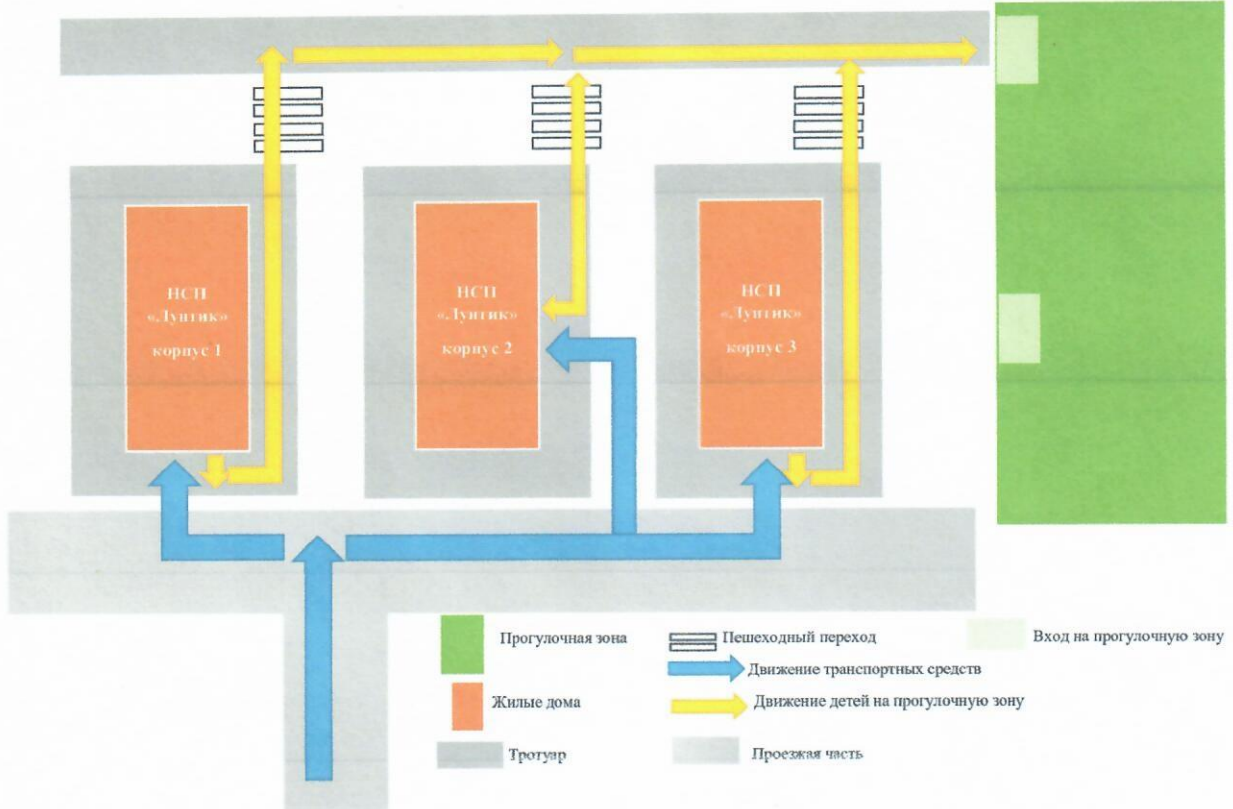 НСП
«Лунтик»
корпус 1
НСП
«Лунтик»
корпус 2
НСП
«Лунтик»
корпус 3
Прогулочная зона
Пешеходный переход
Вход на прогулочную зону
Движение транспортных средств
Жилые дома
Движение детей на прогулочную зону
Тротуар
Проезжая часть